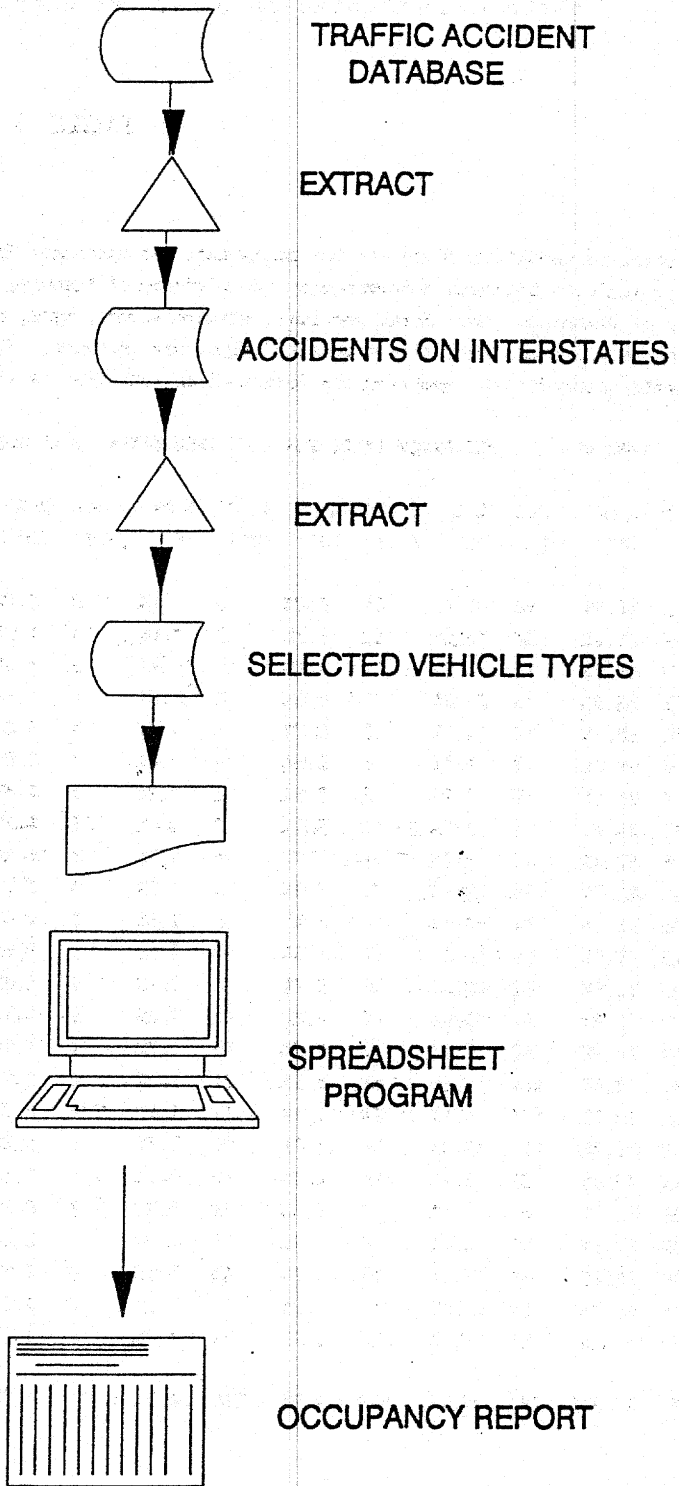 TRAFFIC ACCIDENT
DATABASE
EXTRACT
ACCIDENTS ON INTERSTATES
EXTRACT
SELECTED VEHICLE TYPES
SPREADSHEET
PROGRAM
OCCUPANCY REPORT